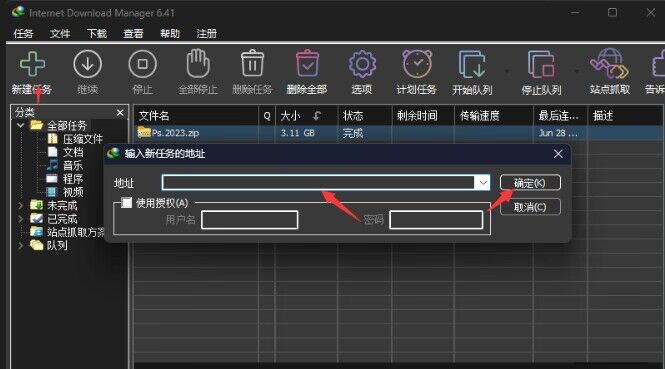 Internet Download Manager 6.41
任务 文件 下载 查看 帮助 注册
新建任务 继续 停止 全部停止 删除任务 删除全部 选项 计划任务 开始队列 停止队列 站点抓取 告诉
分类
文件名 Q 大小 状态 剩余时间 传输速度 最后连... 描述
全部任务
Ps.2023.zip 3.11 GB 完成 Jun 28 ...
压缩文件
文档
音乐
程序
视频
未完成
已完成
站点抓取方案
队列
输入新任务的地址
地址 确定(K)
使用授权(A) 取消(C)
用户名 密码